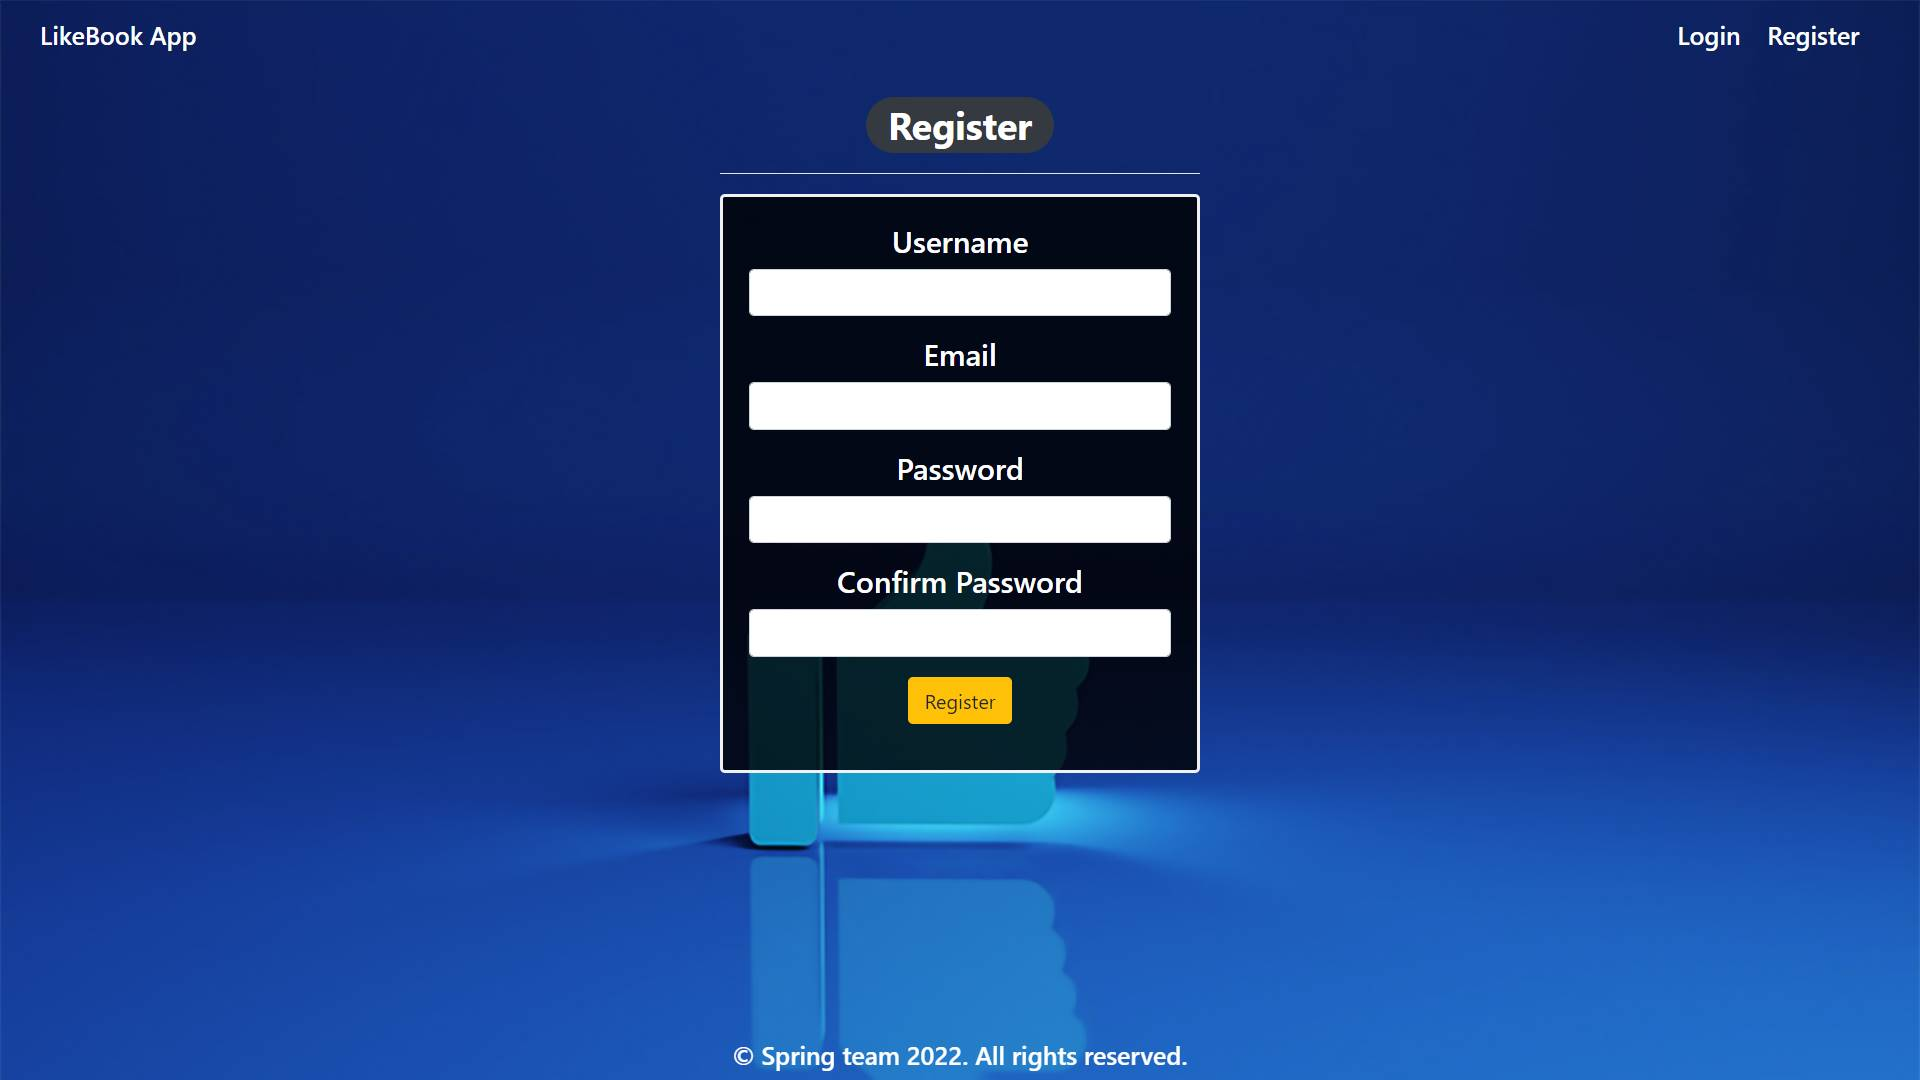 LikeBook App
Login Register
Register
Username
Email
Password
Confirm Password
Register
© Spring team 2022. All rights reserved.